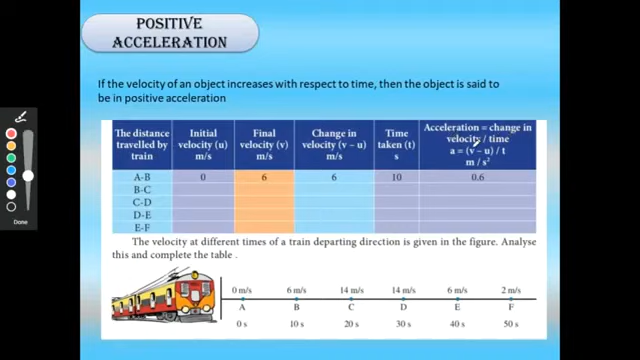 POSITIVE
ACCELERATION
If the velocity of an object increases with respect to time, then the object is said to
be in positive acceleration
The distance travelled by train | Initial velocity (u) m/s | Final velocity (v) m/s | Change in velocity (v – u) m/s | Time taken (t) s | Acceleration = change in velocity / time a = (v – u) / t m / s²
A-B 0 6 6 10 0.6
B-C
C-D
D-E
E-F
The velocity at different times of a train departing direction is given in the figure. Analyse
this and complete the table .
0 m/s 6 m/s 14 m/s 14 m/s 6 m/s 2 m/s
A B C D E F
0 s 10 s 20 s 30 s 40 s 50 s
Done